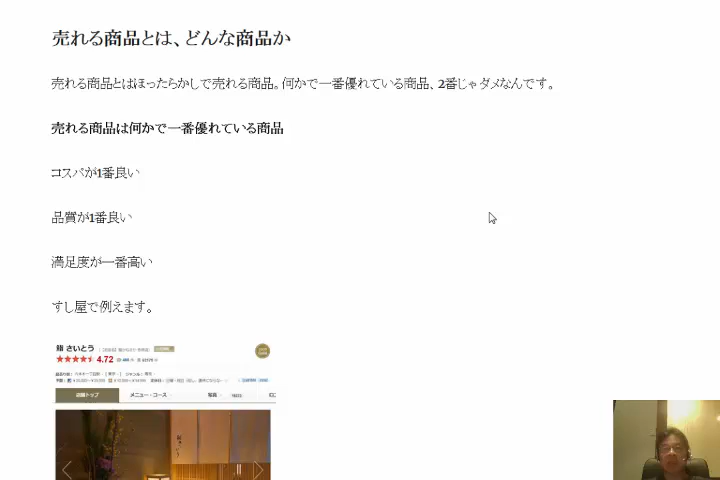 売れる商品とは、どんな商品か
売れる商品とはほったらかしで売れる商品。何かで一番優れている商品、2番じゃダメなんです。
売れる商品は何かで一番優れている商品
コスパが1番良い
品質が1番良い
満足度が一番高い
すし屋で例えます。
鮨 さいとう
4.72
店舗トップ
メニュー・コース
写真